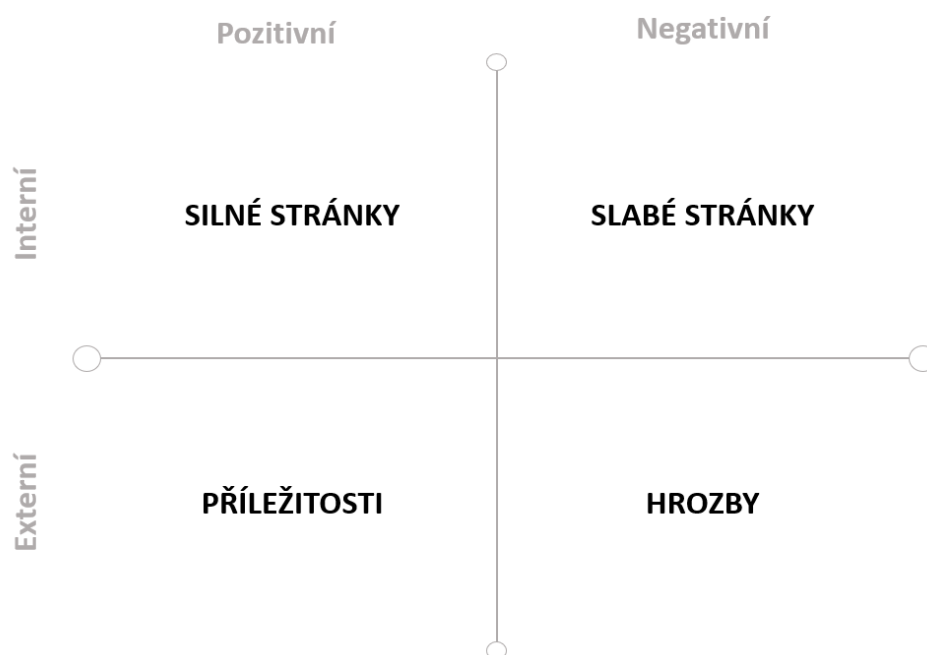 Pozitivní
Negativní
Interní
SILNÉ STRÁNKY
SLABÉ STRÁNKY
Externí
PŘÍLEŽITOSTI
HROZBY